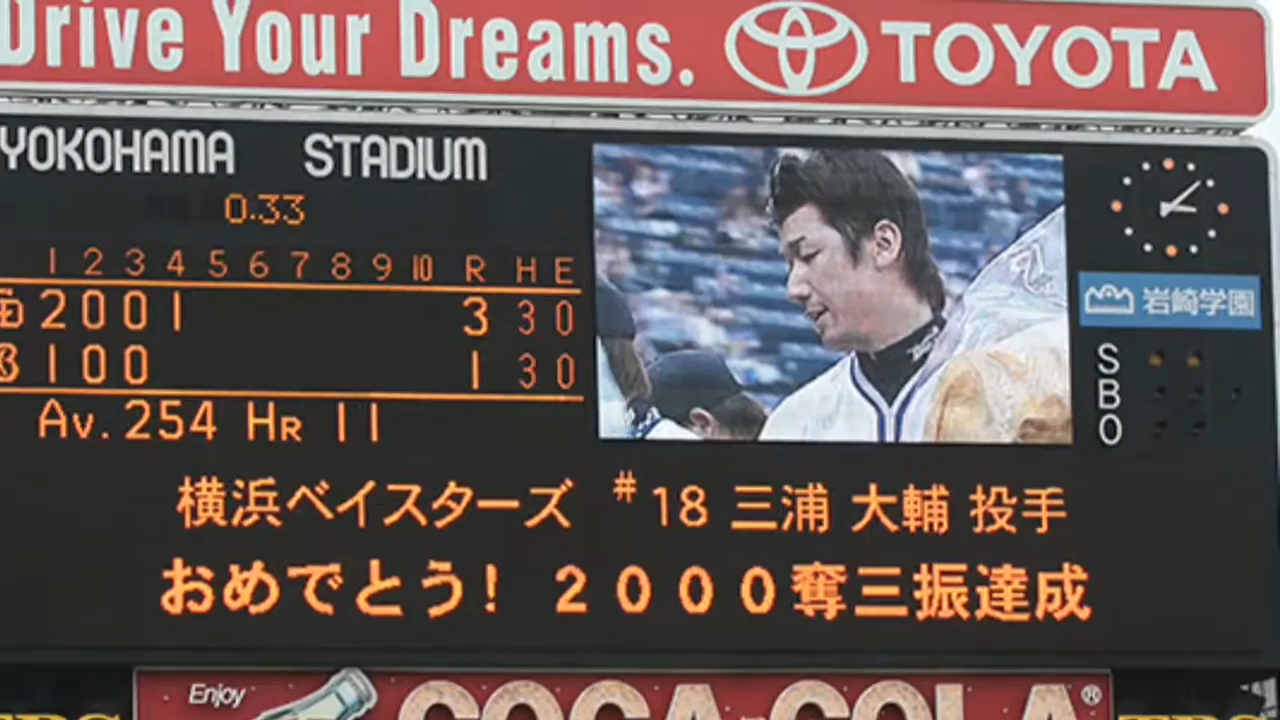 Drive Your Dreams. TOYOTA
YOKOHAMA STADIUM
0.33
1 2 3 4 5 6 7 8 9 10 R H E
D 2 0 0 1 3 3 0
B 1 0 0 1 3 0
岩崎学園
S
B
O
Av.254 HR 11
横浜ベイスターズ #18 三浦 大輔 投手
おめでとう! 2000奪三振達成
Enjoy COCA-COLA®